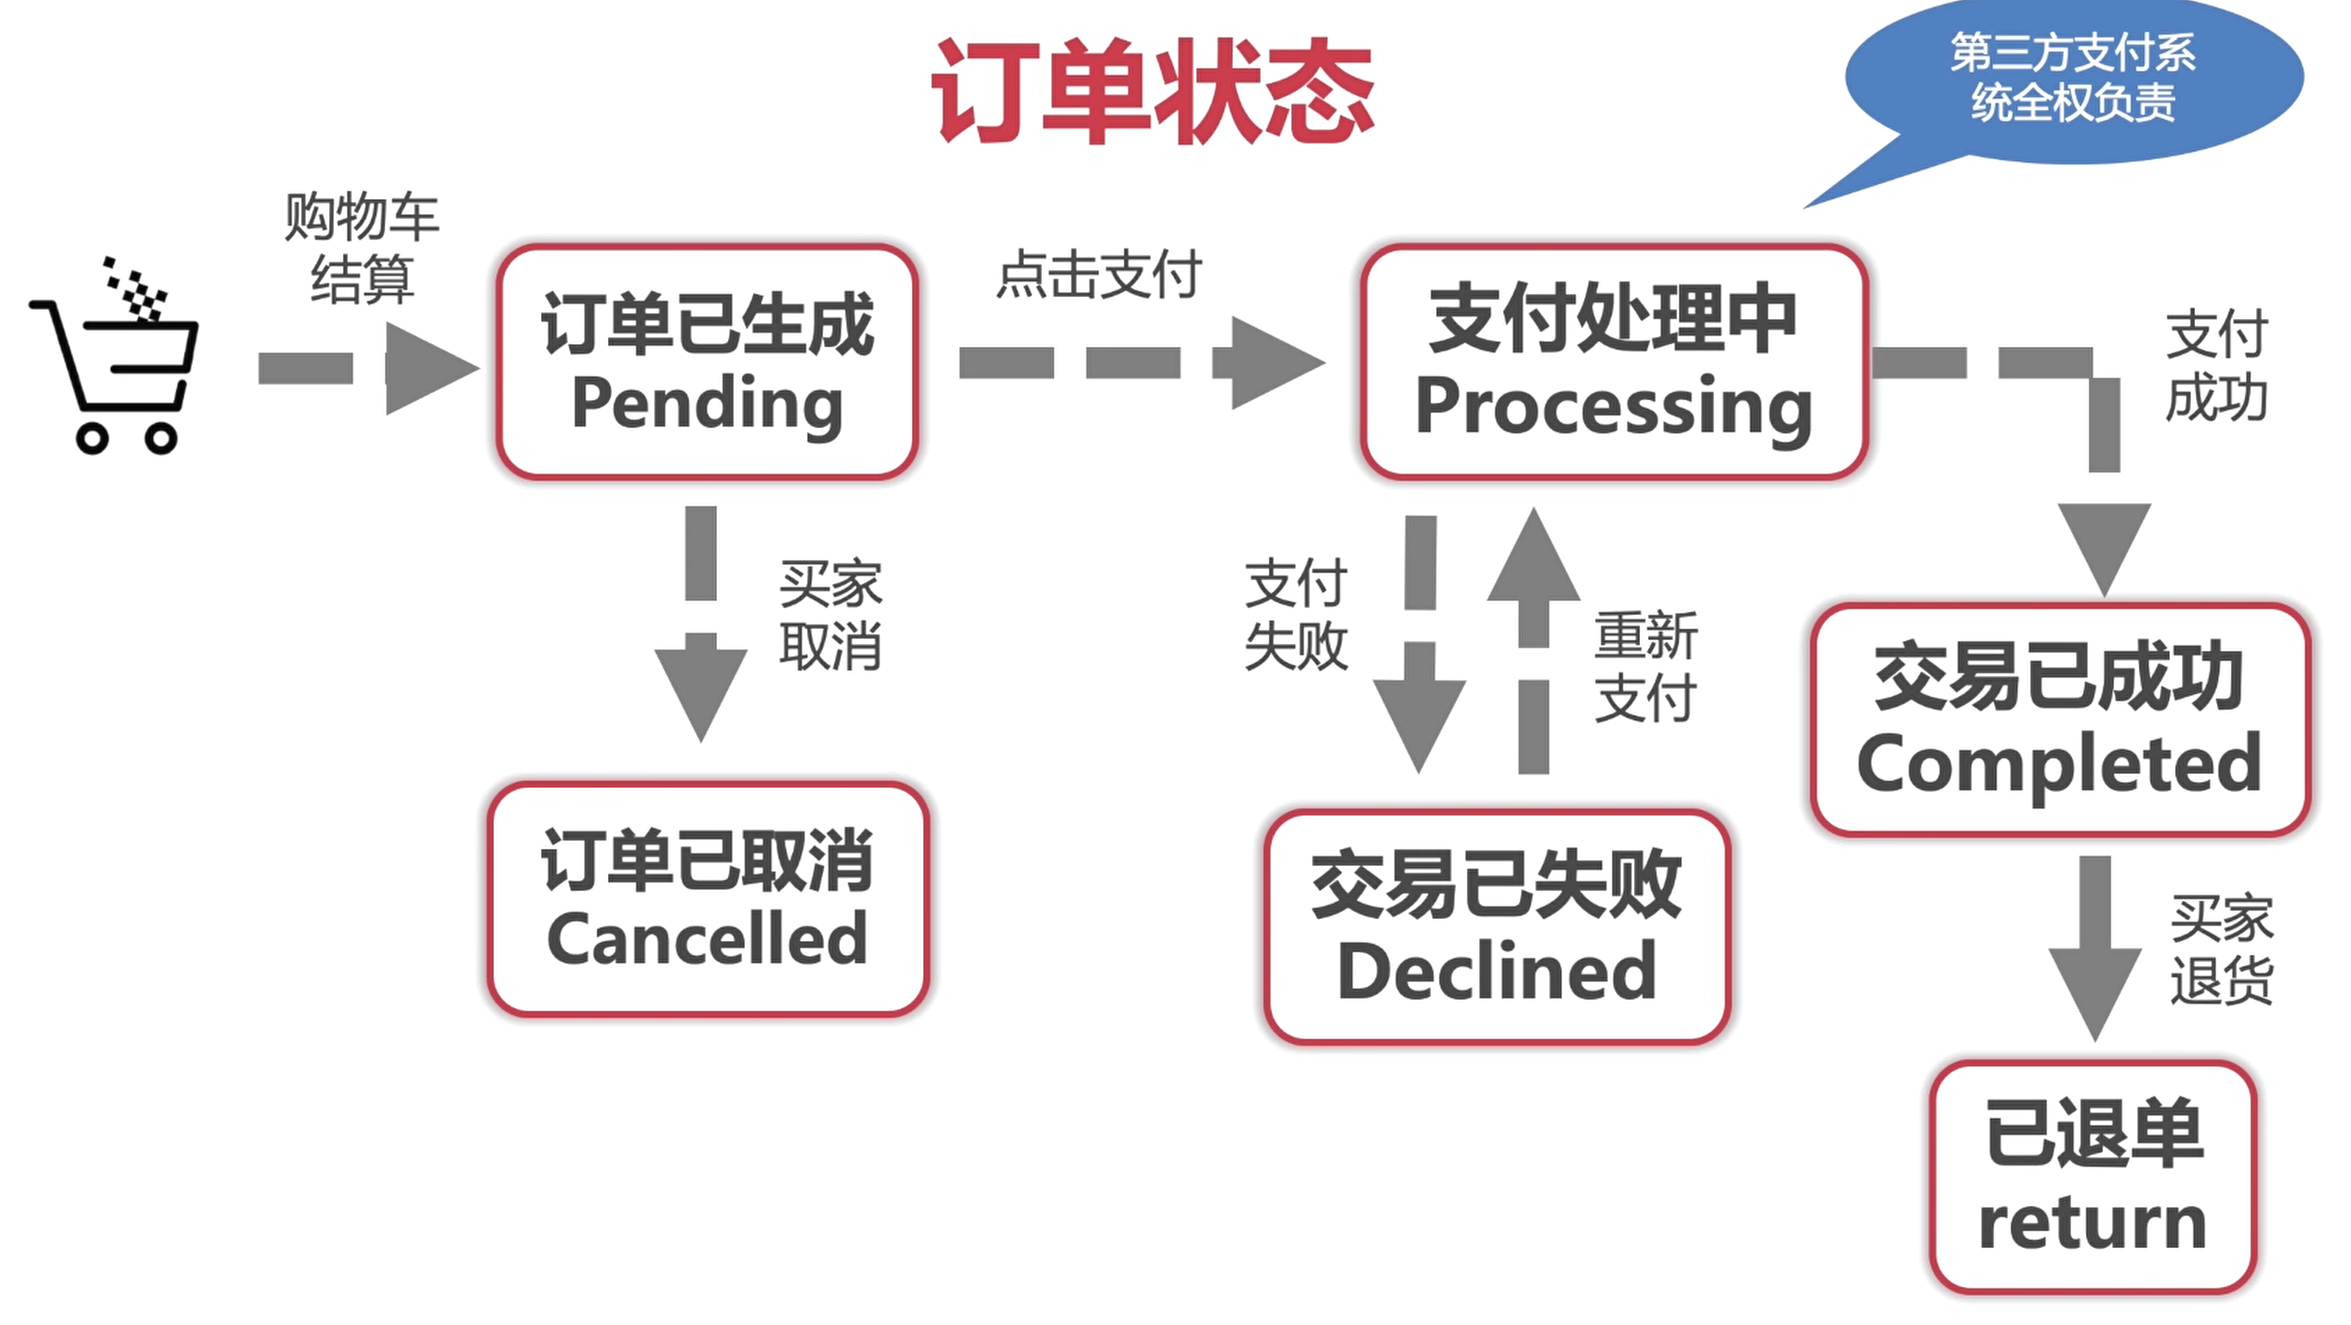 订单状态
第三方支付系
统全权负责
购物车
结算
订单已生成
Pending
点击支付
支付处理中
Processing
支付
成功
买家
取消
支付
失败
重新
支付
交易已成功
Completed
订单已取消
Cancelled
交易已失败
Declined
买家
退货
已退单
return